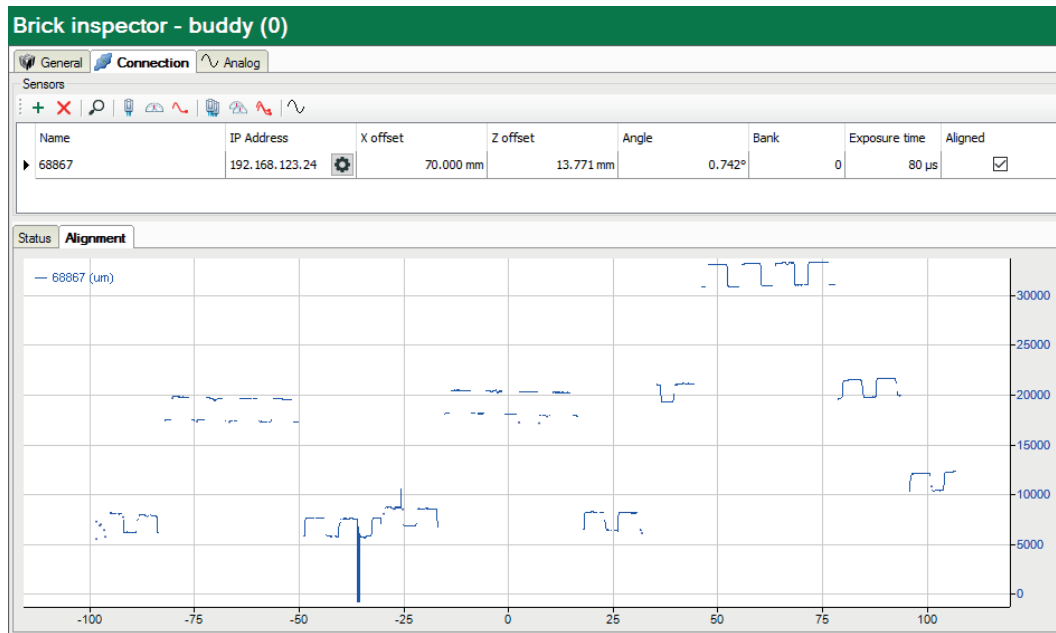 Brick inspector - buddy (0)
General Connection Analog
Sensors
Name IP Address X offset Z offset Angle Bank Exposure time Aligned
68867 192.168.123.24 70.000 mm 13.771 mm 0.742° 0 80 µs
Status Alignment
68867 (um)
30000
25000
20000
15000
10000
5000
0
-100 -75 -50 -25 0 25 50 75 100